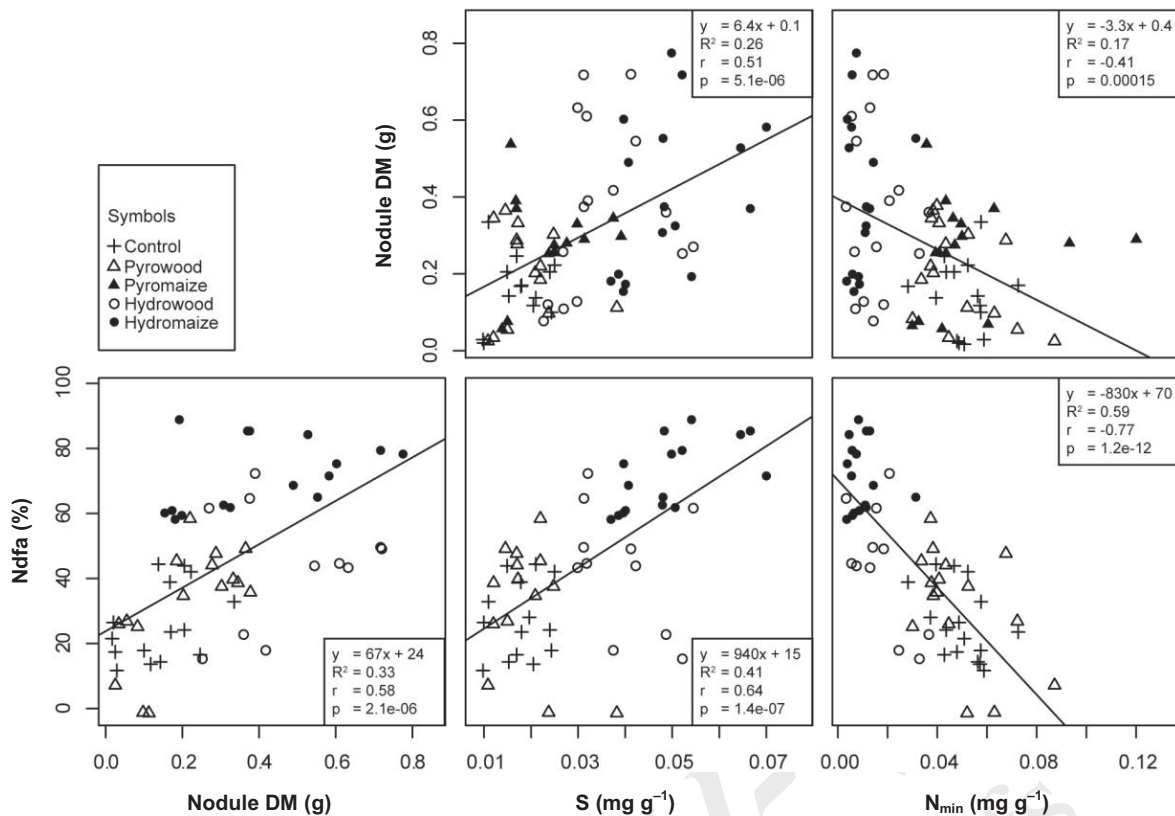 y = 6.4x + 0.1
R² = 0.26
r = 0.51
p = 5.1e-06
y = -3.3x + 0.4
R² = 0.17
r = -0.41
p = 0.00015
Nodule DM (g)
0.8
0.6
0.4
0.2
0.0
Symbols
Control
Pyrowood
Pyromaize
Hydrowood
Hydromaize
Ndfa (%)
100
80
60
40
20
0
y = 67x + 24
R² = 0.33
r = 0.58
p = 2.1e-06
y = 940x + 15
R² = 0.41
r = 0.64
p = 1.4e-07
y = -830x + 70
R² = 0.59
r = -0.77
p = 1.2e-12
0.0 0.2 0.4 0.6 0.8
0.01 0.03 0.05 0.07
0.00 0.04 0.08 0.12
Nodule DM (g)
S (mg g⁻¹)
Nmin (mg g⁻¹)